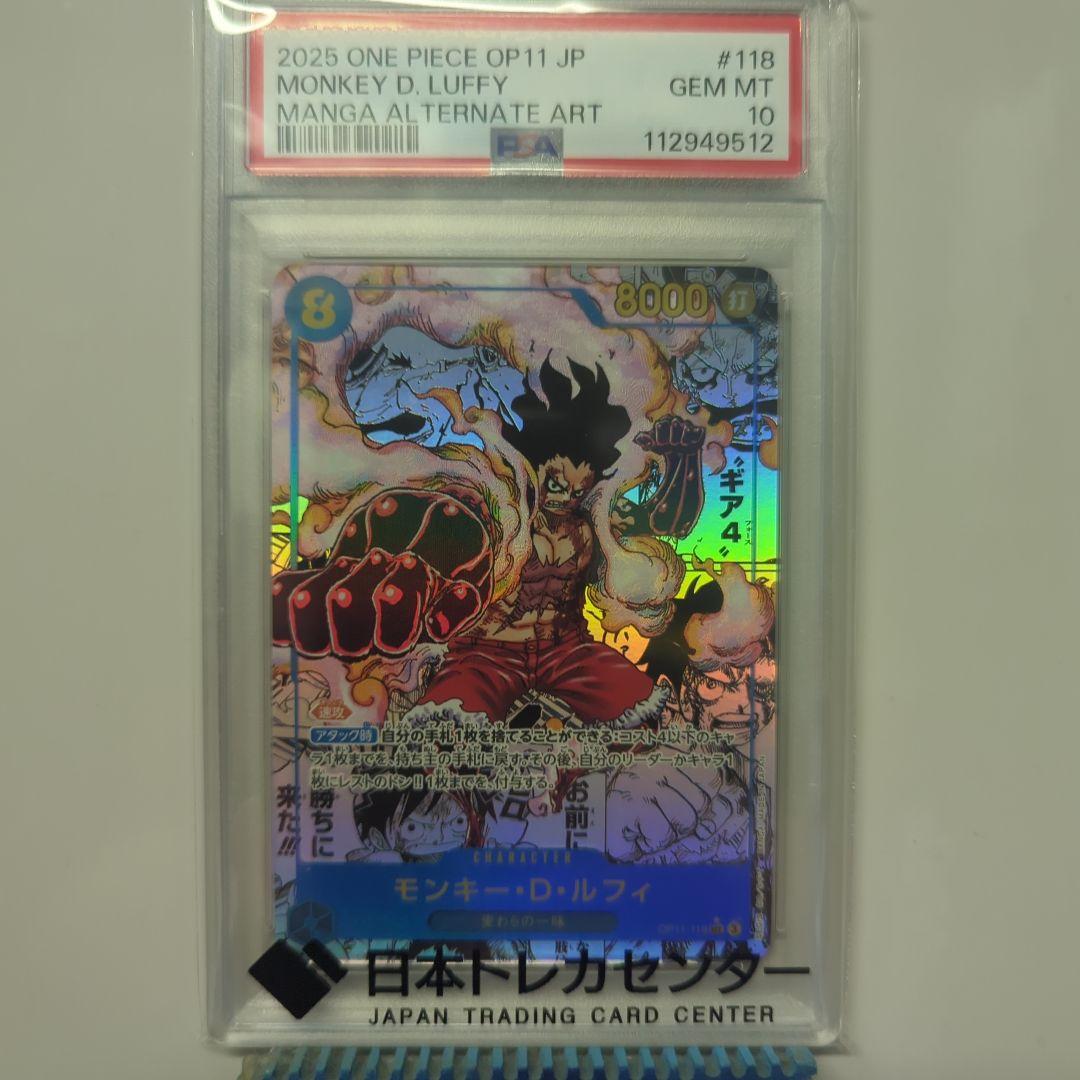 2025 ONE PIECE OP11 JP #118
MONKEY D. LUFFY GEM MT
MANGA ALTERNATE ART 10
PSA 112949512
8
8000 打
"ギア4"
フォース
速攻
アタック時 自分の手札1枚を捨てることができる:コスト4以下のキャ
ラ1枚までを、持ち主の手札に戻す。その後、自分のリーダーかキャラ1
枚にレストのドン!!1枚までを、付与する。
お前に
勝ちに
来た!!!
CHARACTER
モンキー・D・ルフィ
麦わらの一味
OP11-118
3
日本トレカセンター
JAPAN TRADING CARD CENTER